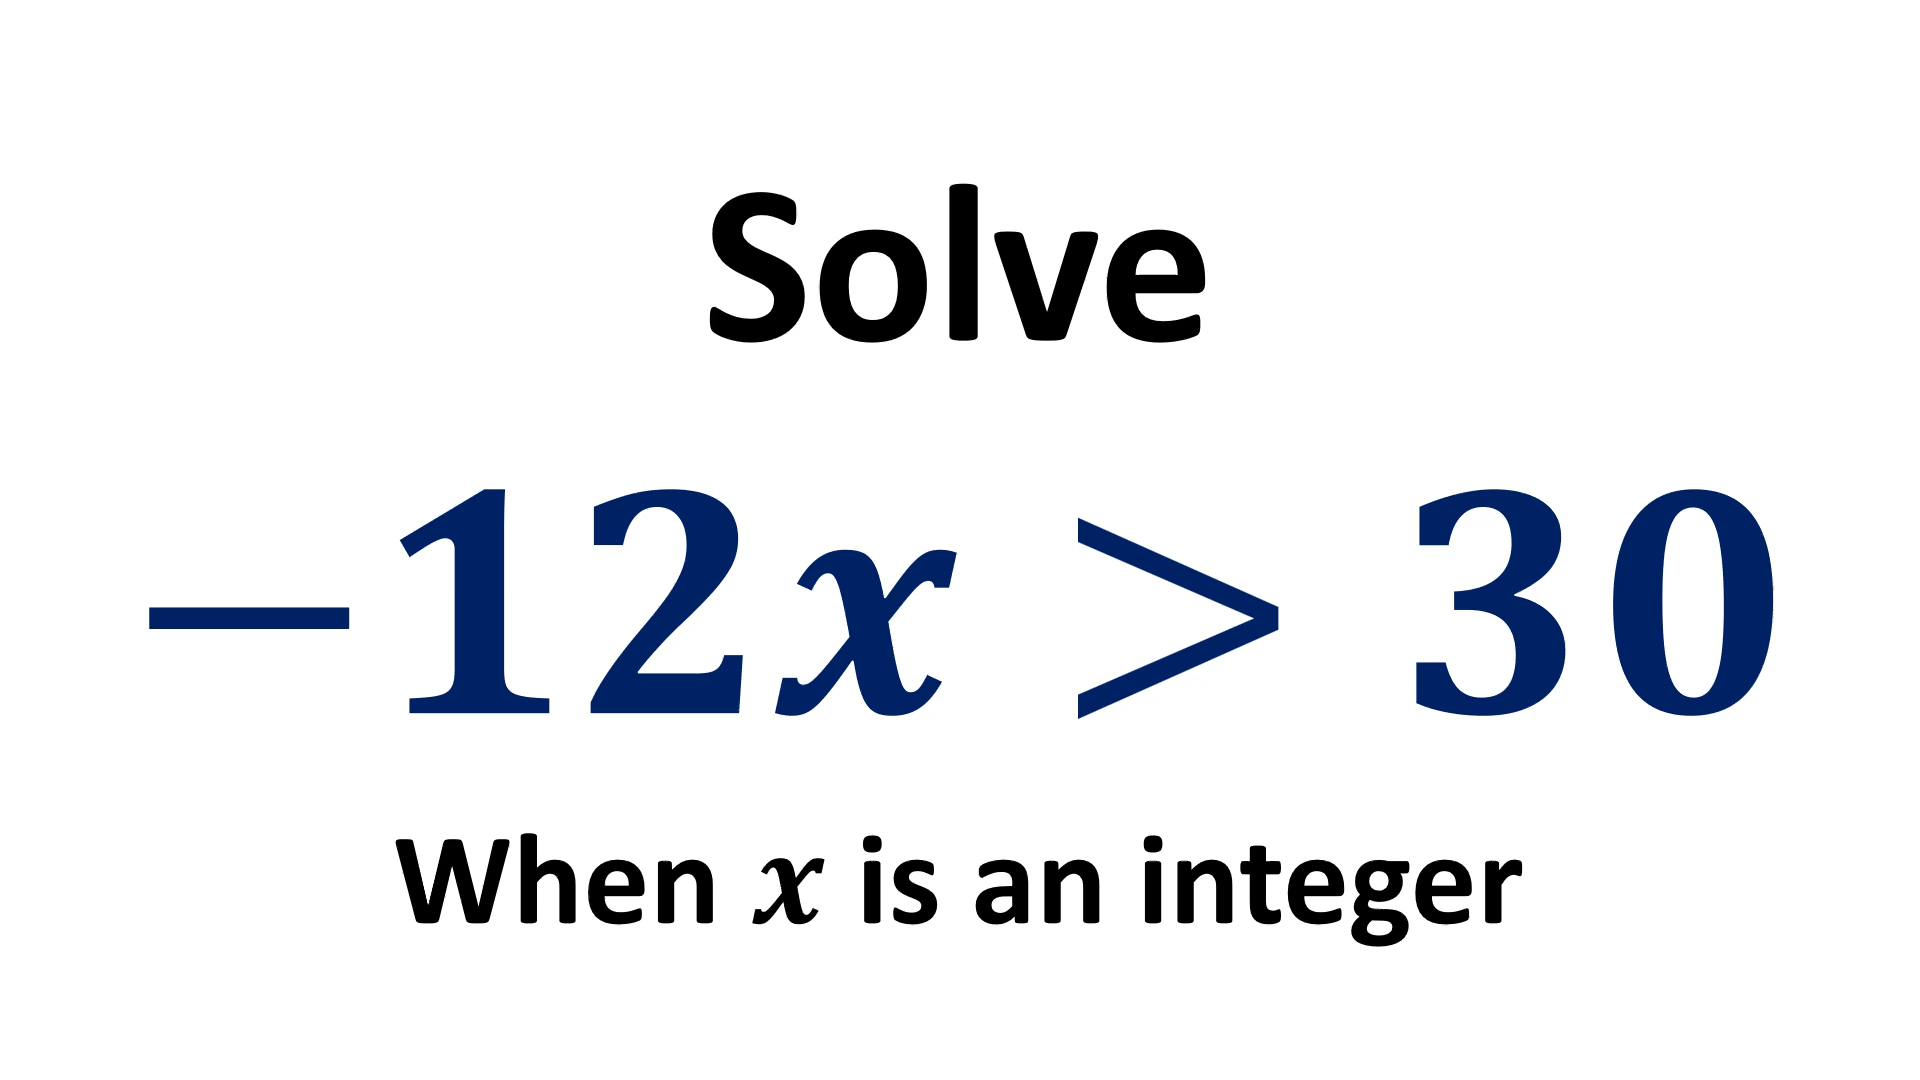 Solve
−12x > 30
When x is an integer